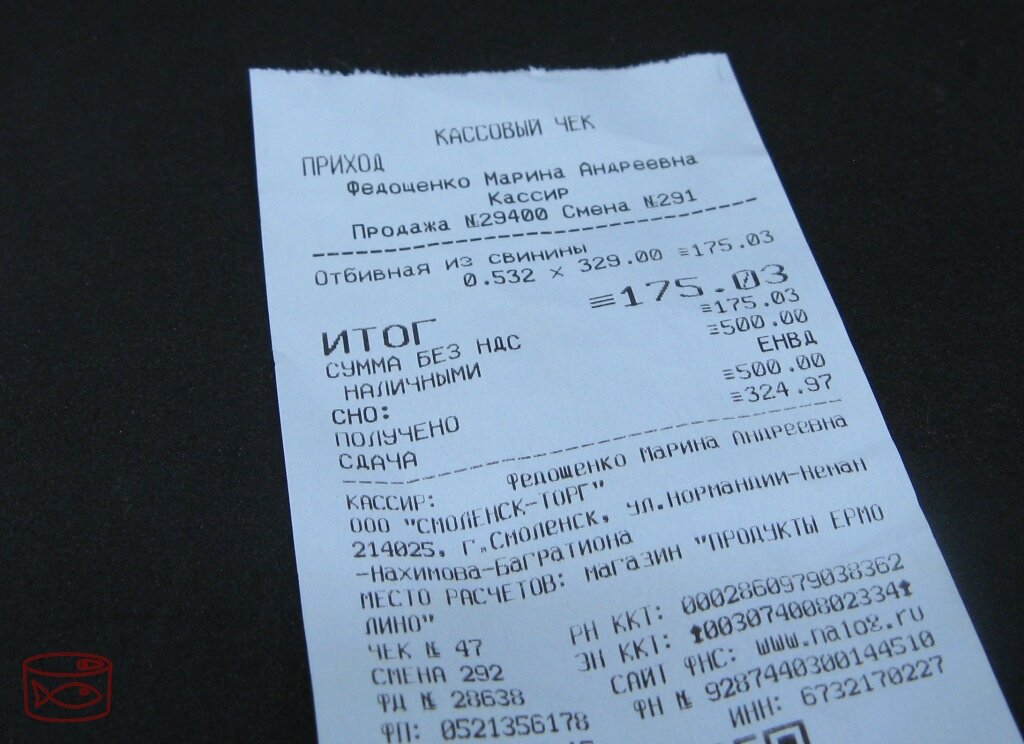 КАССОВЫЙ ЧЕК
ПРИХОД
Федоценко Марина Андреевна
Кассир
Продажа №29400 Смена №291
Отбивная из свинины
0.532 × 329.00 ≡175.03
ИТОГ ≡175.03
СУММА БЕЗ НДС ≡175.03
НАЛИЧНЫМИ ≡500.00
СНО: ЕНВД
ПОЛУЧЕНО ≡500.00
СДАЧА ≡324.97
КАССИР: Федощенко Марина Андреевна
ООО "СМОЛЕНСК-ТОРГ"
214025, Г.Смоленск, ул.Нормандии-Неман
-Нахимова-Багратиона
МЕСТО РАСЧЕТОВ: магазин "ПРОДУКТЫ ЕРМО
ЛИНО"
ЧЕК № 47 РН ККТ: 0002860979038362
СМЕНА 292 ЗН ККТ: 00307400802334
ФД № 28638 САЙТ ФНС: www.nalog.ru
ФП: 0521356178 ФН № 9287440300144510
ИНН: 6732170227